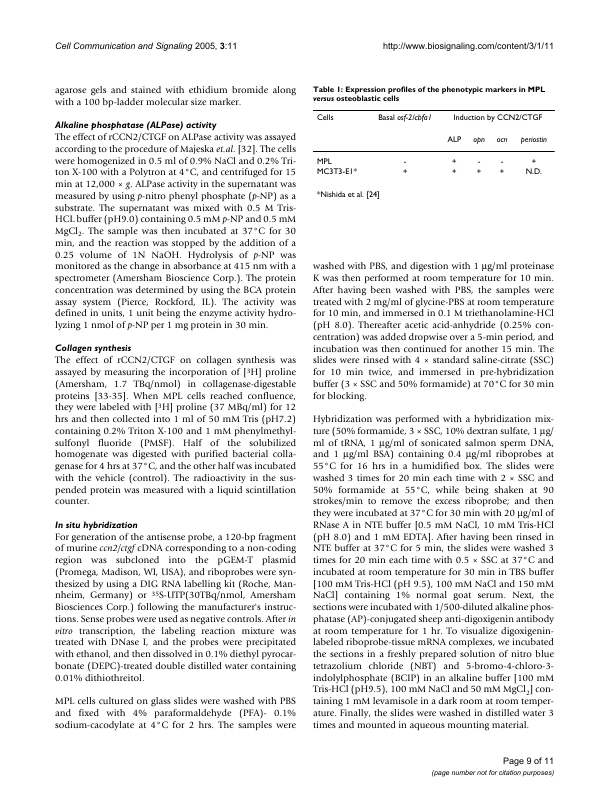 Cell Communication and Signaling 2005, 3:11
http://www.biosignaling.com/content/3/1/11
agarose gels and stained with ethidium bromide along
with a 100 bp-ladder molecular size marker.
Alkaline phosphatase (ALPase) activity
The effect of rCCN2/CTGF on ALPase activity was assayed
according to the procedure of Majeska et.al. [32]. The cells
were homogenized in 0.5 ml of 0.9% NaCl and 0.2% Tri-
ton X-100 with a Polytron at 4°C, and centrifuged for 15
min at 12,000 × g. ALPase activity in the supernatant was
measured by using p-nitro phenyl phosphate (p-NP) as a
substrate. The supernatant was mixed with 0.5 M Tris-
HCL buffer (pH9.0) containing 0.5 mM p-NP and 0.5 mM
MgCl₂. The sample was then incubated at 37°C for 30
min, and the reaction was stopped by the addition of a
0.25 volume of 1N NaOH. Hydrolysis of p-NP was
monitored as the change in absorbance at 415 nm with a
spectrometer (Amersham Bioscience Corp.). The protein
concentration was determined by using the BCA protein
assay system (Pierce, Rockford, IL). The activity was
defined in units, 1 unit being the enzyme activity hydro-
lyzing 1 nmol of p-NP per 1 mg protein in 30 min.
Collagen synthesis
The effect of rCCN2/CTGF on collagen synthesis was
assayed by measuring the incorporation of [³H] proline
(Amersham, 1.7 TBq/nmol) in collagenase-digestable
proteins [33-35]. When MPL cells reached confluence,
they were labeled with [³H] proline (37 MBq/ml) for 12
hrs and then collected into 1 ml of 50 mM Tris (pH7.2)
containing 0.2% Triton X-100 and 1 mM phenylmethyl-
sulfonyl fluoride (PMSF). Half of the solubilized
homogenate was digested with purified bacterial colla-
genase for 4 hrs at 37°C, and the other half was incubated
with the vehicle (control). The radioactivity in the sus-
pended protein was measured with a liquid scintillation
counter.
In situ hybridization
For generation of the antisense probe, a 120-bp fragment
of murine ccn2/ctgf cDNA corresponding to a non-coding
region was subcloned into the pGEM-T plasmid
(Promega, Madison, WI, USA), and riboprobes were syn-
thesized by using a DIG RNA labelling kit (Roche, Man-
nheim, Germany) or ³⁵S-UTP(30TBq/nmol, Amersham
Biosciences Corp.) following the manufacturer's instruc-
tions. Sense probes were used as negative controls. After in
vitro transcription, the labeling reaction mixture was
treated with DNase I, and the probes were precipitated
with ethanol, and then dissolved in 0.1% diethyl pyrocar-
bonate (DEPC)-treated double distilled water containing
0.01% dithiothreitol.
MPL cells cultured on glass slides were washed with PBS
and fixed with 4% paraformaldehyde (PFA)- 0.1%
sodium-cacodylate at 4°C for 2 hrs. The samples were
Table 1: Expression profiles of the phenotypic markers in MPL
versus osteoblastic cells
Cells Basal osf-2/cbfa1 Induction by CCN2/CTGF
ALP opn ocn periostin
MPL - + - - +
MC3T3-E1* + + + + N.D.
*Nishida et al. [24]
washed with PBS, and digestion with 1 μg/ml proteinase
K was then performed at room temperature for 10 min.
After having been washed with PBS, the samples were
treated with 2 mg/ml of glycine-PBS at room temperature
for 10 min, and immersed in 0.1 M triethanolamine-HCl
(pH 8.0). Thereafter acetic acid-anhydride (0.25% con-
centration) was added dropwise over a 5-min period, and
incubation was then continued for another 15 min. The
slides were rinsed with 4 × standard saline-citrate (SSC)
for 10 min twice, and immersed in pre-hybridization
buffer (3 × SSC and 50% formamide) at 70°C for 30 min
for blocking.
Hybridization was performed with a hybridization mix-
ture (50% formamide, 3 × SSC, 10% dextran sulfate, 1 μg/
ml of tRNA, 1 μg/ml of sonicated salmon sperm DNA,
and 1 μg/ml BSA) containing 0.4 μg/ml riboprobes at
55°C for 16 hrs in a humidified box. The slides were
washed 3 times for 20 min each time with 2 × SSC and
50% formamide at 55°C, while being shaken at 90
strokes/min to remove the excess riboprobe; and then
they were incubated at 37°C for 30 min with 20 μg/ml of
RNase A in NTE buffer [0.5 mM NaCl, 10 mM Tris-HCl
(pH 8.0) and 1 mM EDTA]. After having been rinsed in
NTE buffer at 37°C for 5 min, the slides were washed 3
times for 20 min each time with 0.5 × SSC at 37°C and
incubated at room temperature for 30 min in TBS buffer
[100 mM Tris-HCl (pH 9.5), 100 mM NaCl and 150 mM
NaCl] containing 1% normal goat serum. Next, the
sections were incubated with 1/500-diluted alkaline phos-
phatase (AP)-conjugated sheep anti-digoxigenin antibody
at room temperature for 1 hr. To visualize digoxigenin-
labeled riboprobe-tissue mRNA complexes, we incubated
the sections in a freshly prepared solution of nitro blue
tetrazolium chloride (NBT) and 5-bromo-4-chloro-3-
indolylphosphate (BCIP) in an alkaline buffer [100 mM
Tris-HCl (pH9.5), 100 mM NaCl and 50 mM MgCl₂] con-
taining 1 mM levamisole in a dark room at room temper-
ature. Finally, the slides were washed in distilled water 3
times and mounted in aqueous mounting material.
Page 9 of 11
(page number not for citation purposes)